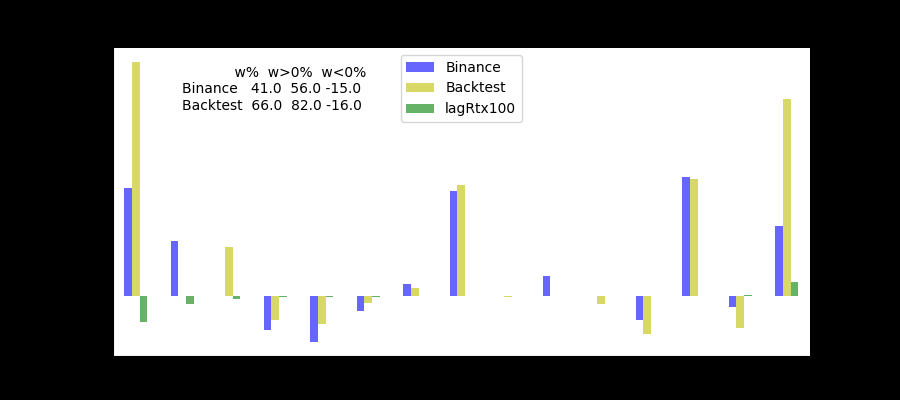 w% w>0% w<0%
Binance 41.0 56.0 -15.0
Backtest 66.0 82.0 -16.0
Binance
Backtest
lagRtx100